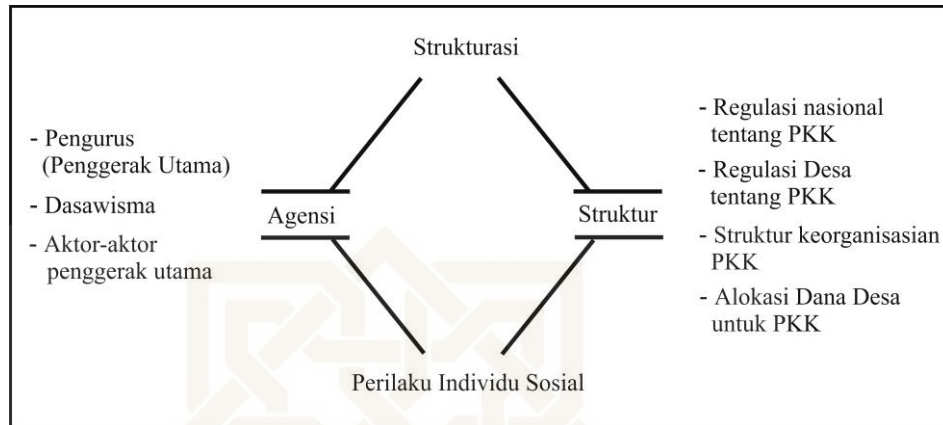 Strukturasi
- Pengurus
(Penggerak Utama)
- Dasawisma
- Aktor-aktor
penggerak utama
Agensi
Struktur
- Regulasi nasional
tentang PKK
- Regulasi Desa
tentang PKK
- Struktur keorganisasian
PKK
- Alokasi Dana Desa
untuk PKK
Perilaku Individu Sosial